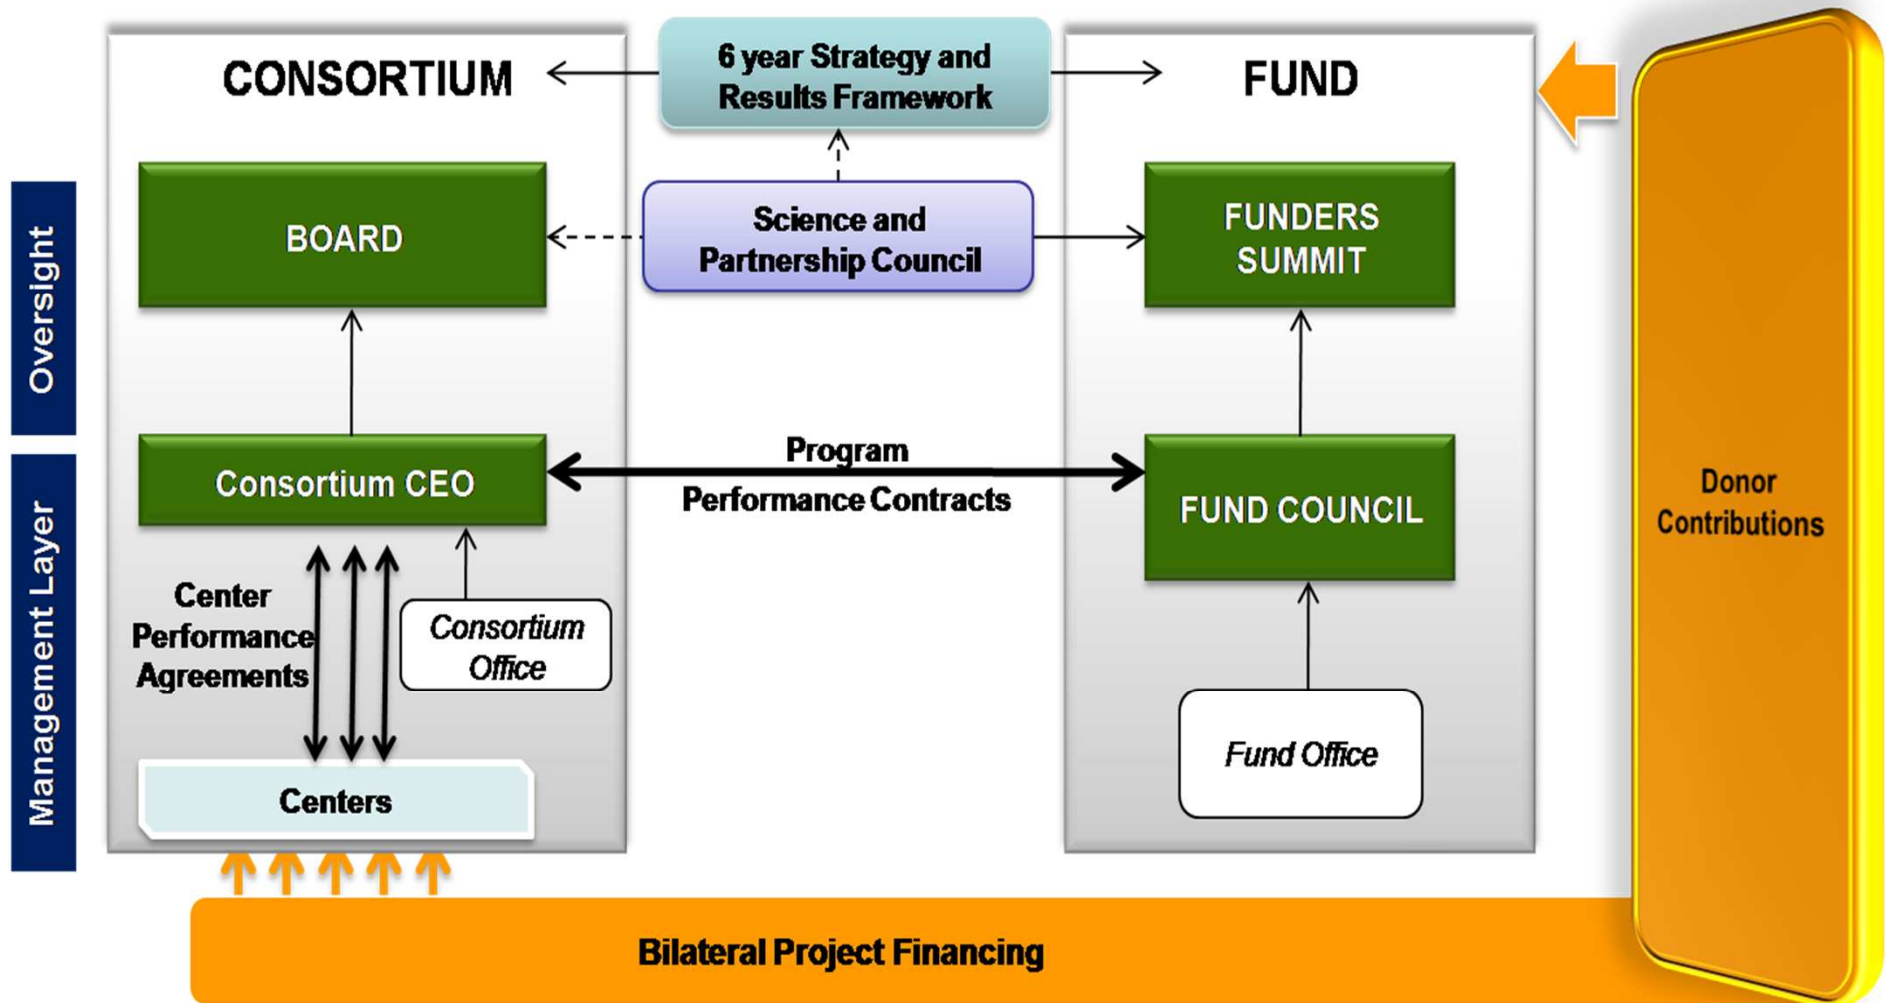 CONSORTIUM
6 year Strategy and
Results Framework
FUND
Oversight
BOARD
Science and
Partnership Council
FUNDERS
SUMMIT
Management Layer
Consortium CEO
Program
Performance Contracts
FUND COUNCIL
Donor
Contributions
Center
Performance
Agreements
Consortium
Office
Fund Office
Centers
Bilateral Project Financing